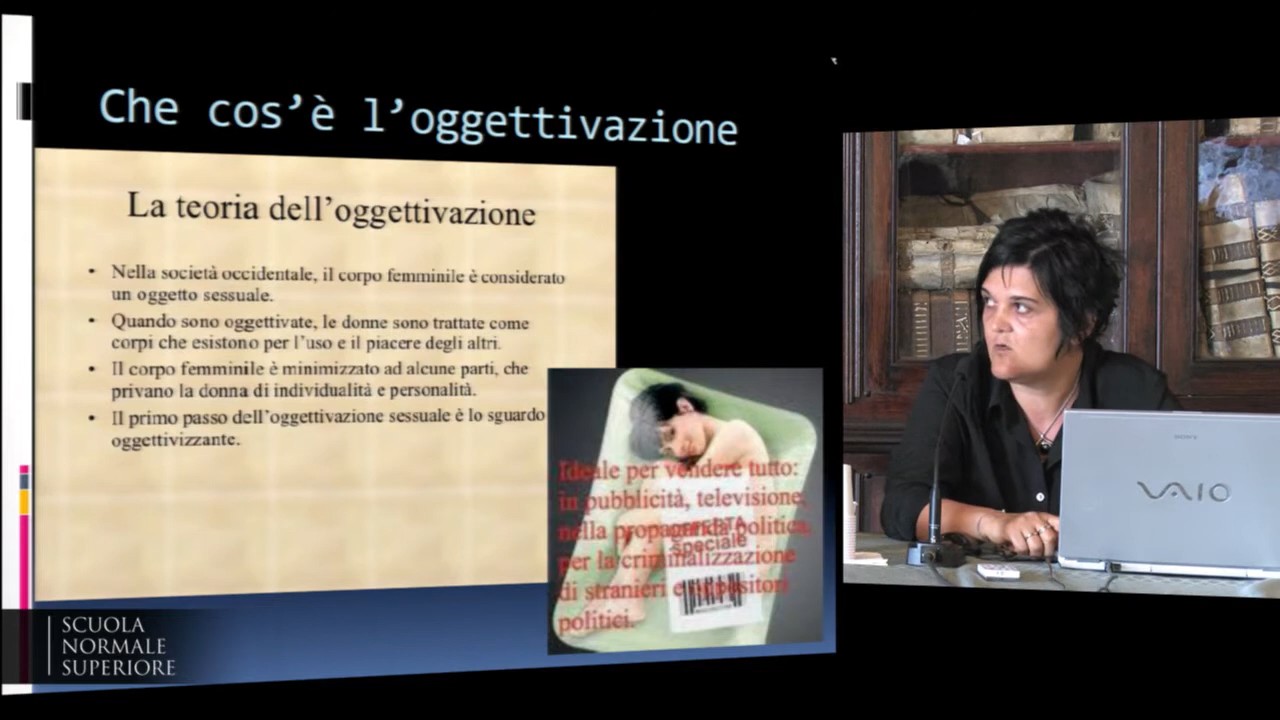 Che cos'è l'oggettivazione
La teoria dell'oggettivazione
• Nella società occidentale, il corpo femminile è considerato
un oggetto sessuale.
• Quando sono oggettivate, le donne sono trattate come
corpi che esistono per l'uso e il piacere degli altri.
• Il corpo femminile è minimizzato ad alcune parti, che
privano la donna di individualità e personalità.
• Il primo passo dell'oggettivazione sessuale è lo sguardo
oggettivizzante.
Ideale per vendere tutto:
in pubblicità, televisione,
nella propaganda politica,
per la criminalizzazione
di stranieri e oppositori
politici.
OFFERTA
speciale
SCUOLA
NORMALE
SUPERIORE
SONY
VAIO